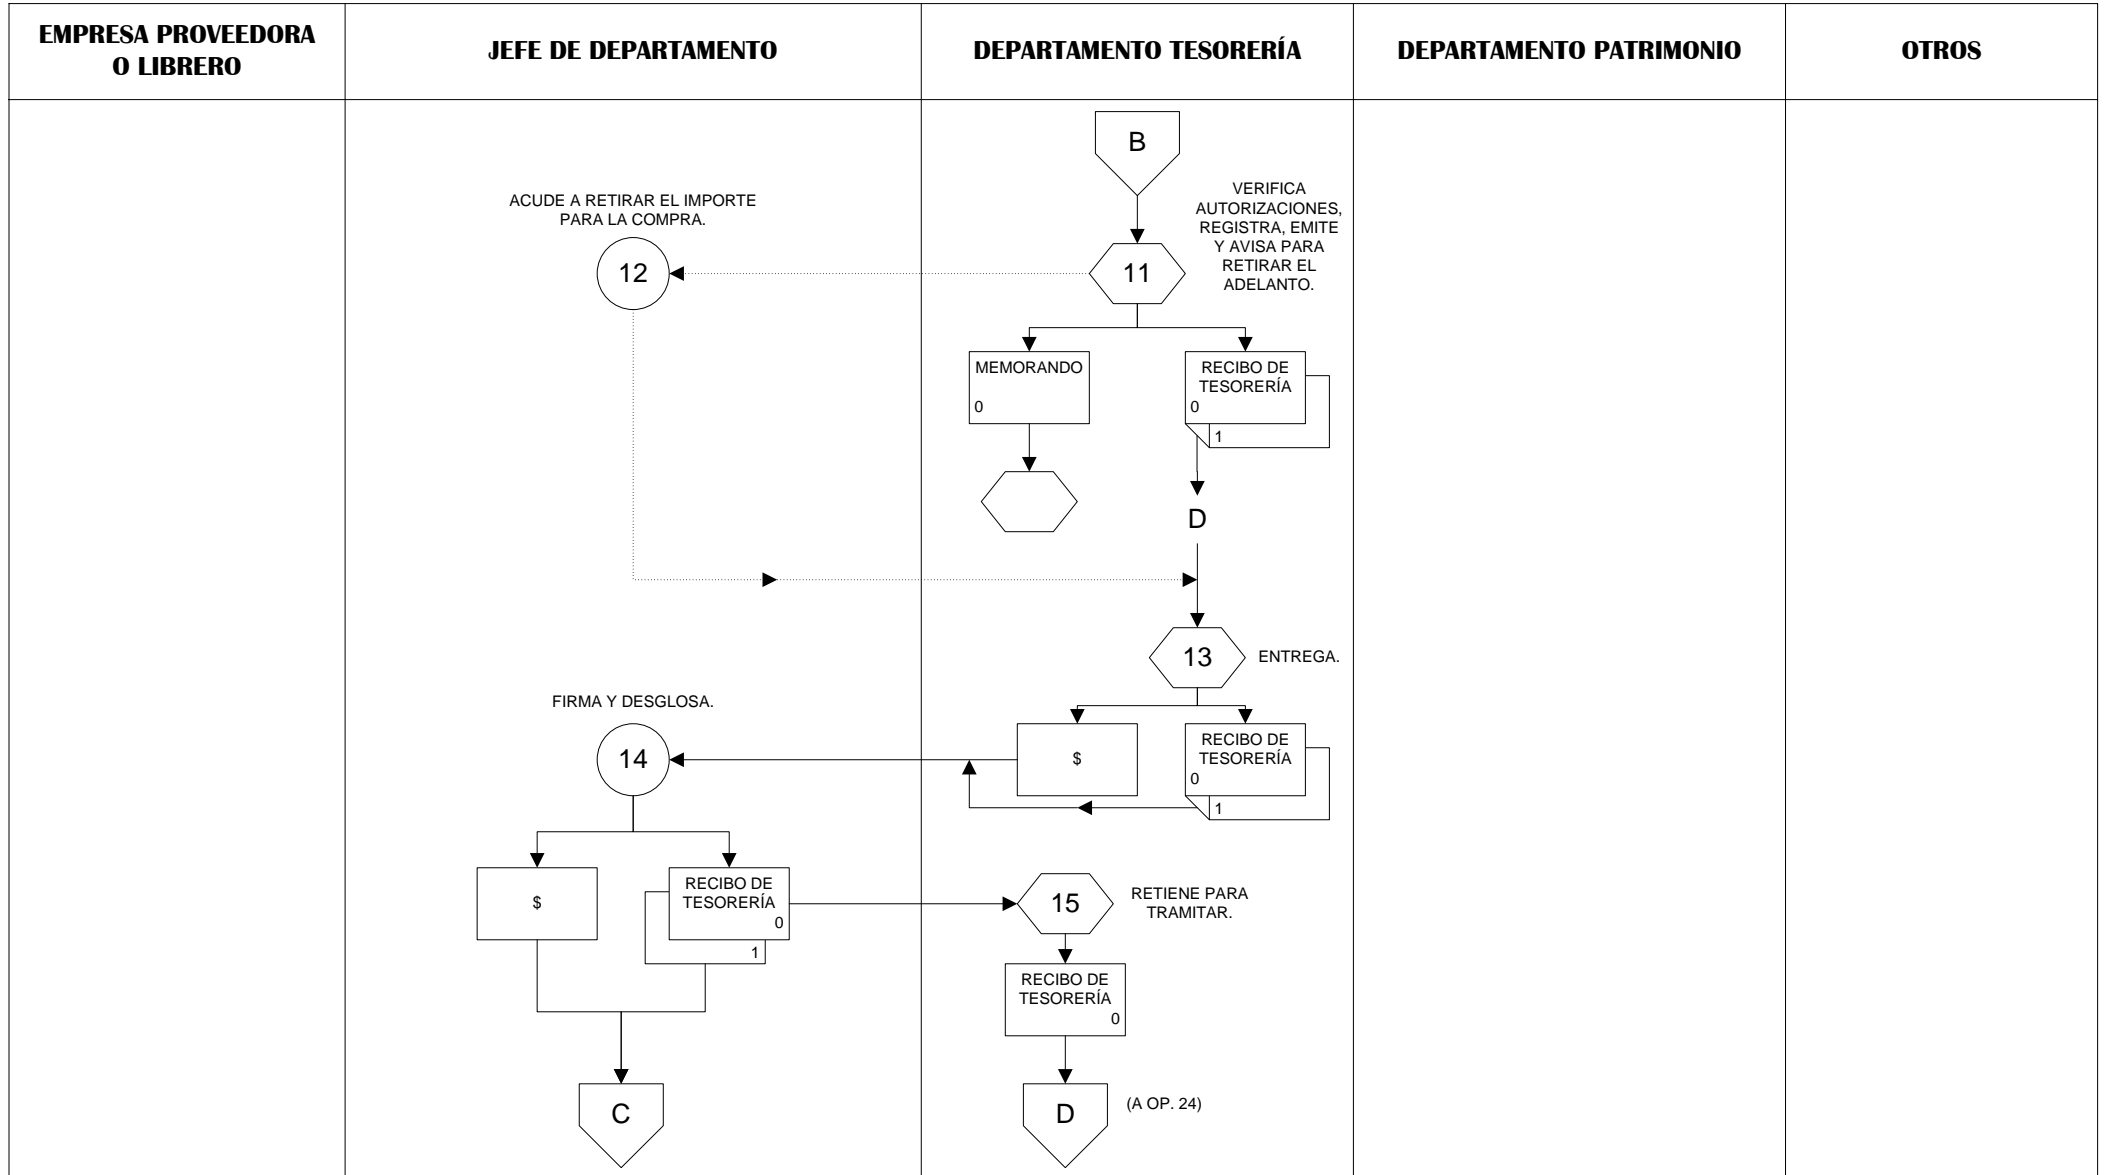 EMPRESA PROVEEDORA
O LIBRERO
JEFE DE DEPARTAMENTO
DEPARTAMENTO TESORERÍA
DEPARTAMENTO PATRIMONIO
OTROS
B
ACUDE A RETIRAR EL IMPORTE
PARA LA COMPRA.
VERIFICA
AUTORIZACIONES,
REGISTRA, EMITE
Y AVISA PARA
RETIRAR EL
ADELANTO.
12
11
MEMORANDO
0
RECIBO DE
TESORERÍA
0
1
D
13
ENTREGA.
FIRMA Y DESGLOSA.
14
$
RECIBO DE
TESORERÍA
0
1
$
RECIBO DE
TESORERÍA
0
1
15
RETIENE PARA
TRAMITAR.
RECIBO DE
TESORERÍA
0
C
D
(A OP. 24)